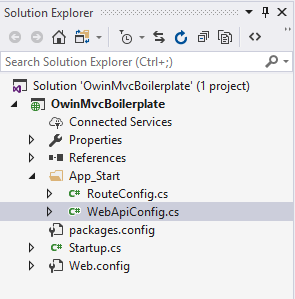 Solution Explorer
Search Solution Explorer (Ctrl+;)
Solution 'OwinMvcBoilerplate' (1 project)
OwinMvcBoilerplate
Connected Services
Properties
References
App_Start
C# RouteConfig.cs
C# WebApiConfig.cs
packages.config
C# Startup.cs
Web.config